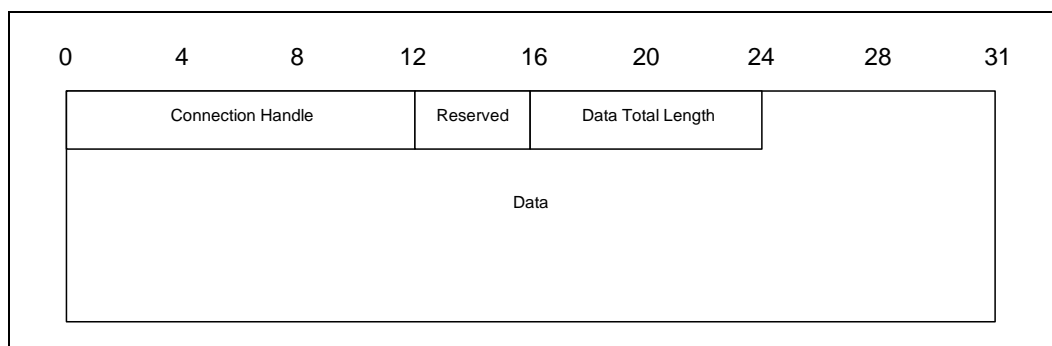 0 4 8 12 16 20 24 28 31
Connection Handle Reserved Data Total Length
Data